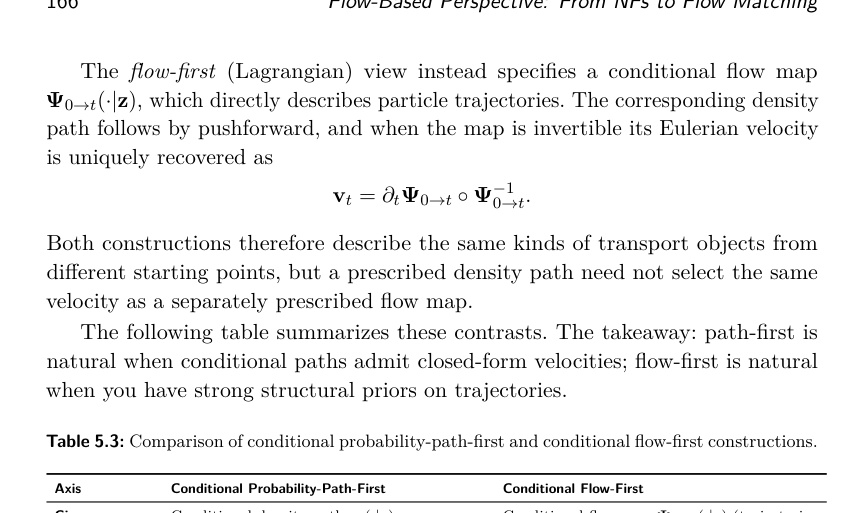 166 Flow-Based Perspective: From NFs to Flow Matching
The flow-first (Lagrangian) view instead specifies a conditional flow map
Ψ₀→ₜ(·|z), which directly describes particle trajectories. The corresponding density
path follows by pushforward, and when the map is invertible its Eulerian velocity
is uniquely recovered as
vₜ = ∂ₜΨ₀→ₜ ∘ Ψ₀→ₜ⁻¹.
Both constructions therefore describe the same kinds of transport objects from
different starting points, but a prescribed density path need not select the same
velocity as a separately prescribed flow map.
The following table summarizes these contrasts. The takeaway: path-first is
natural when conditional paths admit closed-form velocities; flow-first is natural
when you have strong structural priors on trajectories.
Table 5.3: Comparison of conditional probability-path-first and conditional flow-first constructions.
Axis Conditional Probability-Path-First Conditional Flow-First